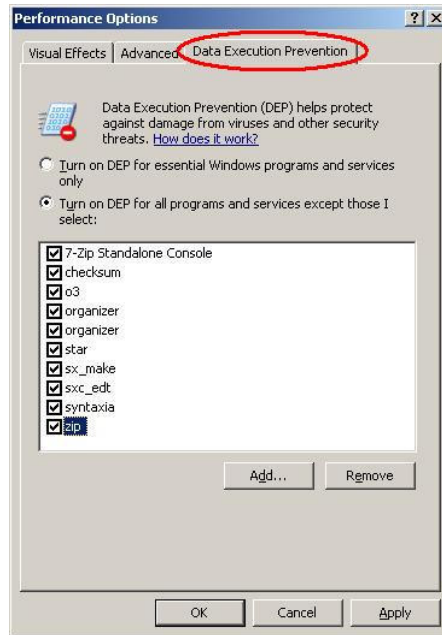 Performance Options
Visual Effects
Advanced
Data Execution Prevention
Data Execution Prevention (DEP) helps protect
against damage from viruses and other security
threats. How does it work?
Turn on DEP for essential Windows programs and services
only
Turn on DEP for all programs and services except those I
select:
7-Zip Standalone Console
checksum
o3
organizer
organizer
star
sx_make
sxc_edt
syntaxia
zip
Add...
Remove
OK
Cancel
Apply